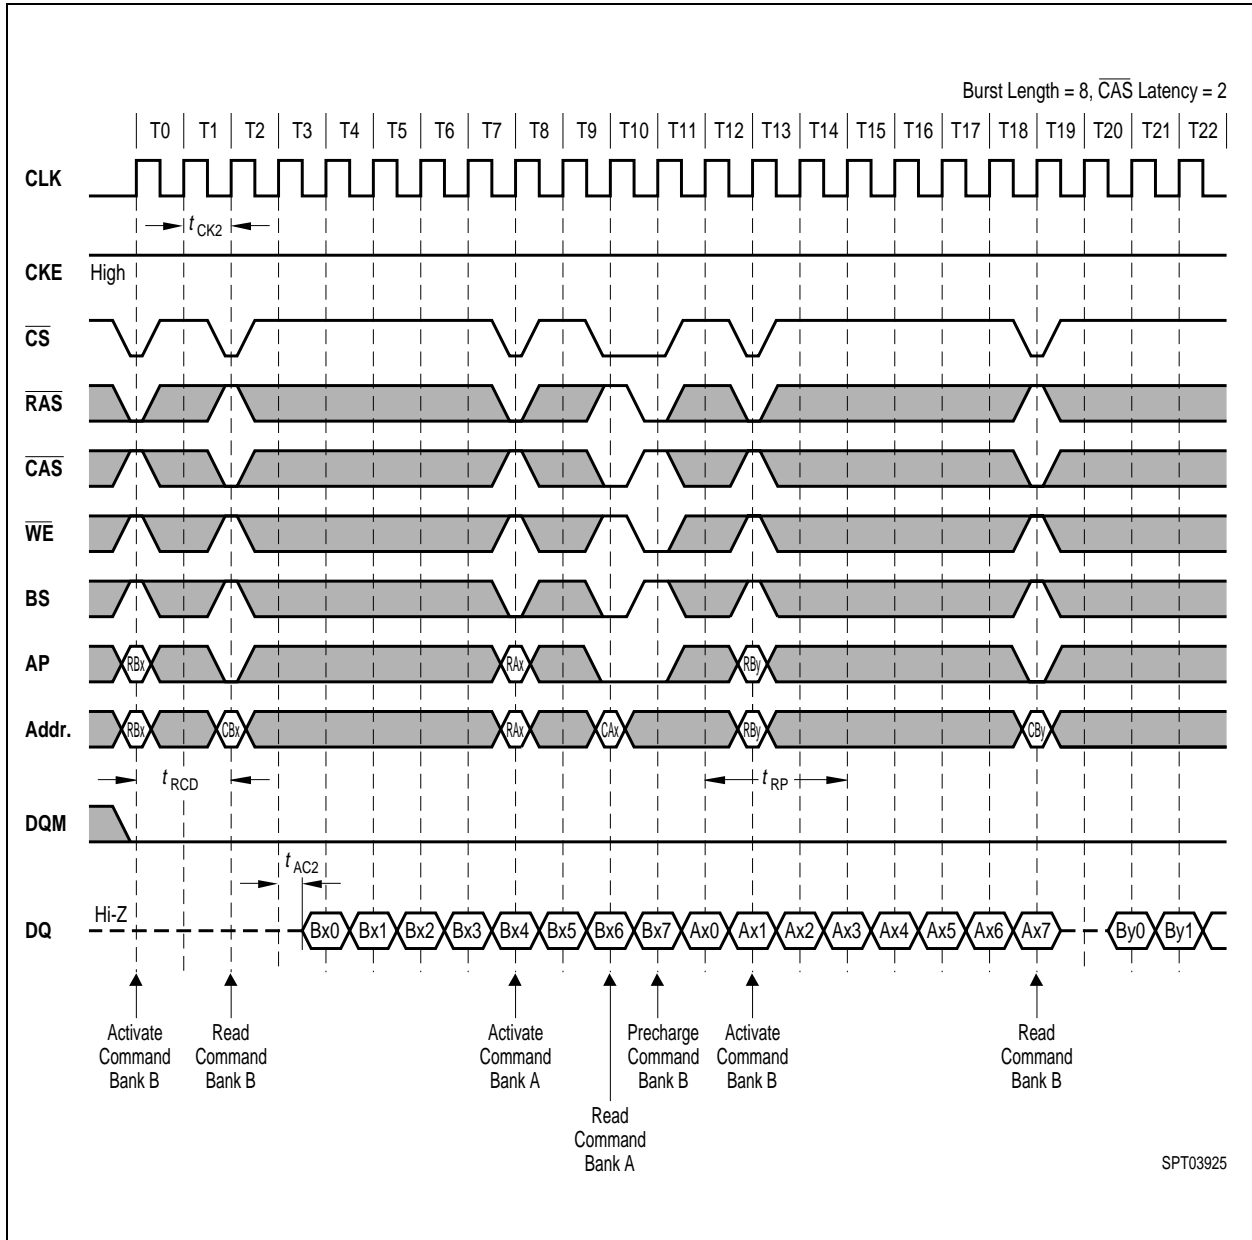 Burst Length = 8, CAS Latency = 2
T0 T1 T2 T3 T4 T5 T6 T7 T8 T9 T10 T11 T12 T13 T14 T15 T16 T17 T18 T19 T20 T21 T22
CLK
t CK2
CKE High
CS
RAS
CAS
WE
BS
AP RBx RAx RBy
Addr. RBx CBx RAx CAx RBy CBy
t RCD t RP
DQM
t AC2
Hi-Z
DQ Bx0 Bx1 Bx2 Bx3 Bx4 Bx5 Bx6 Bx7 Ax0 Ax1 Ax2 Ax3 Ax4 Ax5 Ax6 Ax7 By0 By1
Activate Command Bank B
Read Command Bank B
Activate Command Bank A
Read Command Bank A
Precharge Command Bank B
Activate Command Bank B
Read Command Bank B
SPT03925